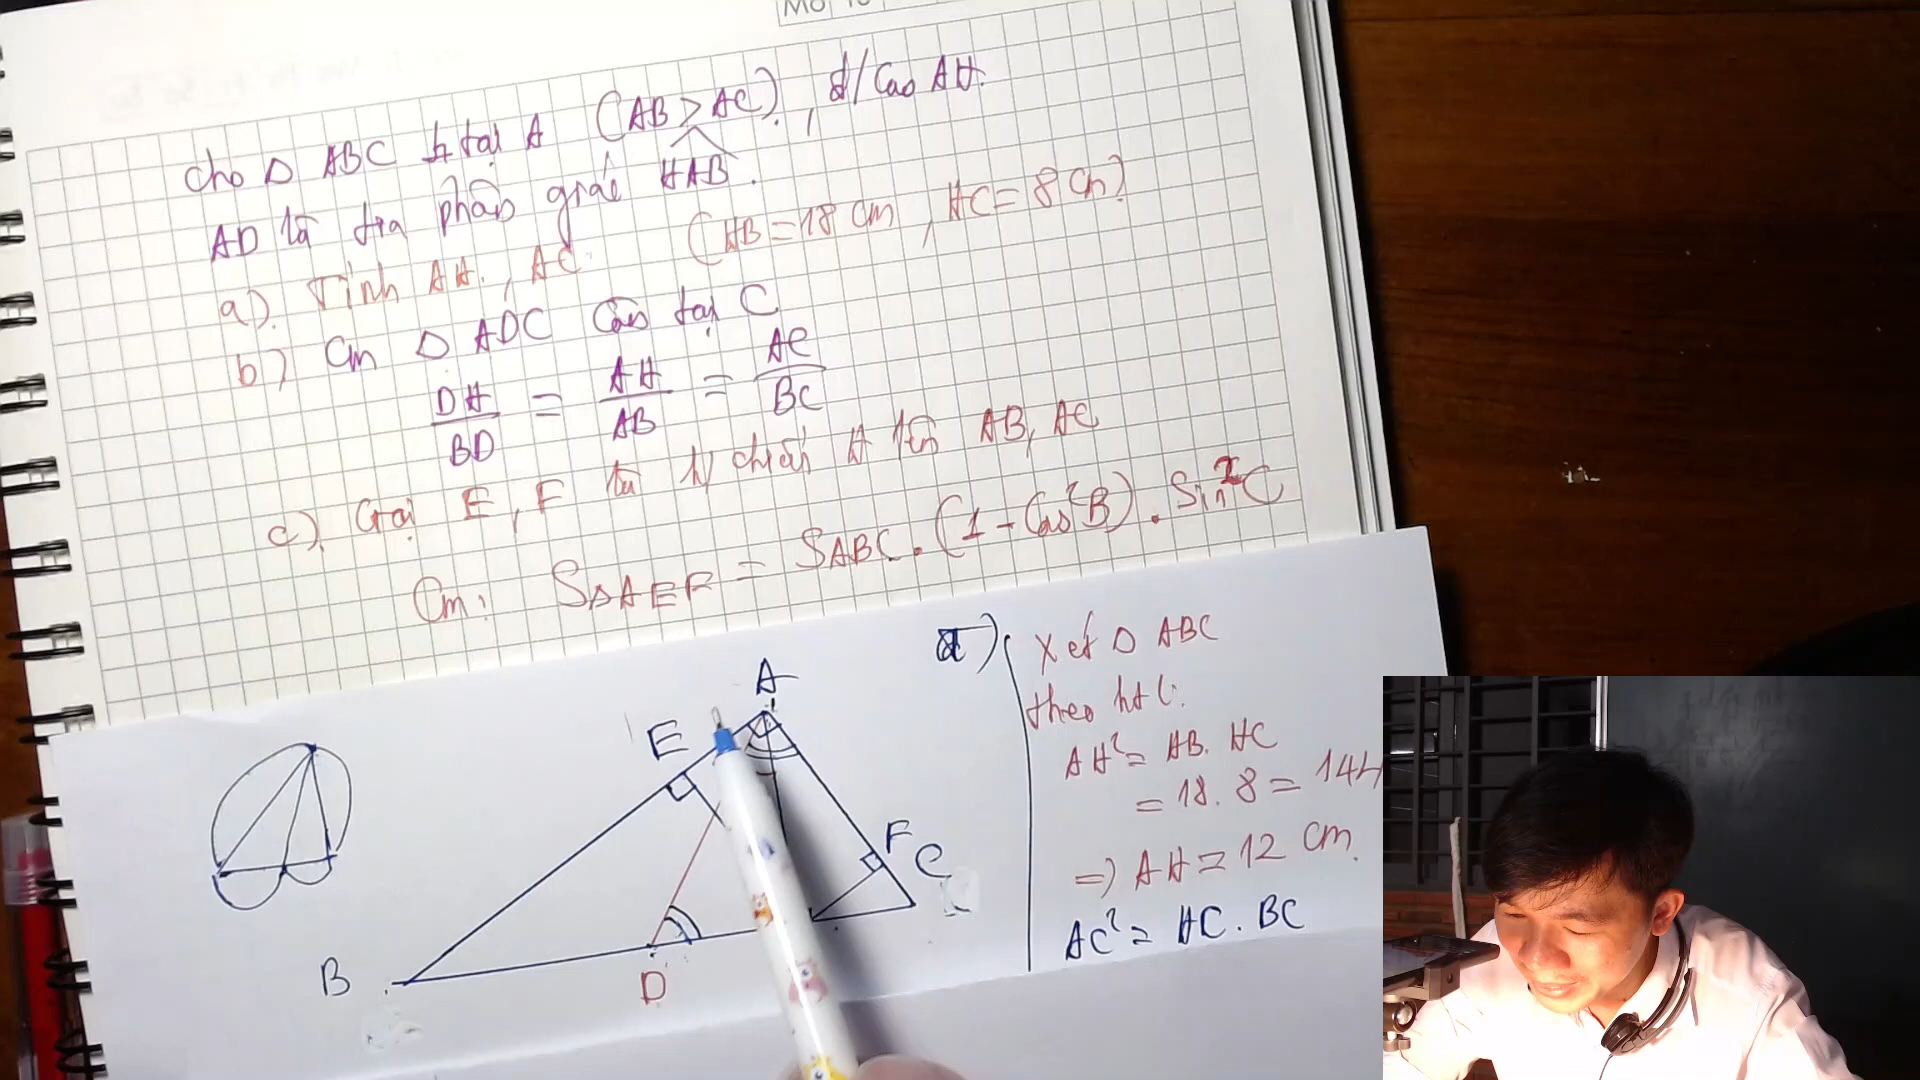 Cho Δ ABC ⊥ tại A (AB > AC), đ/cao AH.
AD là tia phân giác HAB.
a) Tính AH, AC. (HB = 18 cm, HC = 8 cm)
b) Cm Δ ADC cân tại C
DH/BD = AH/AB = AC/BC
c) Gọi E, F là h/chiếu H lên AB, AC
Cm: SΔAEF = SABC. (1 - Cos²B). Sin²C
a) Xét Δ ABC
theo htl:
AH² = HB. HC
= 18. 8 = 144
=> AH = 12 cm.
AC² = HC. BC
A
E
F
C
B
D